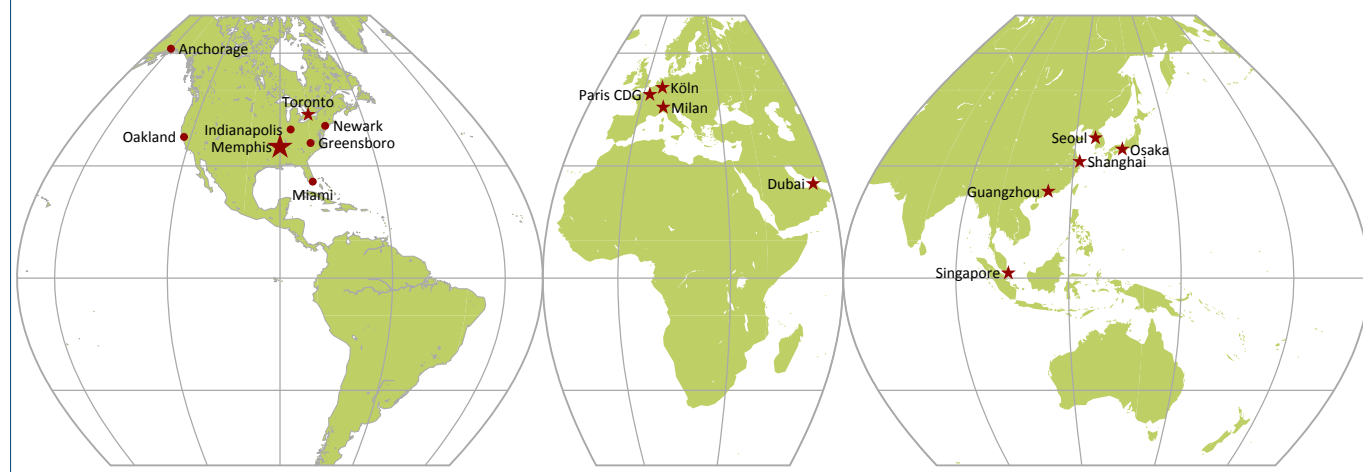 Anchorage
Toronto
Indianapolis
Newark
Oakland
Memphis
Greensboro
Miami
Köln
Paris CDG
Milan
Dubai
Seoul
Osaka
Shanghai
Guangzhou
Singapore